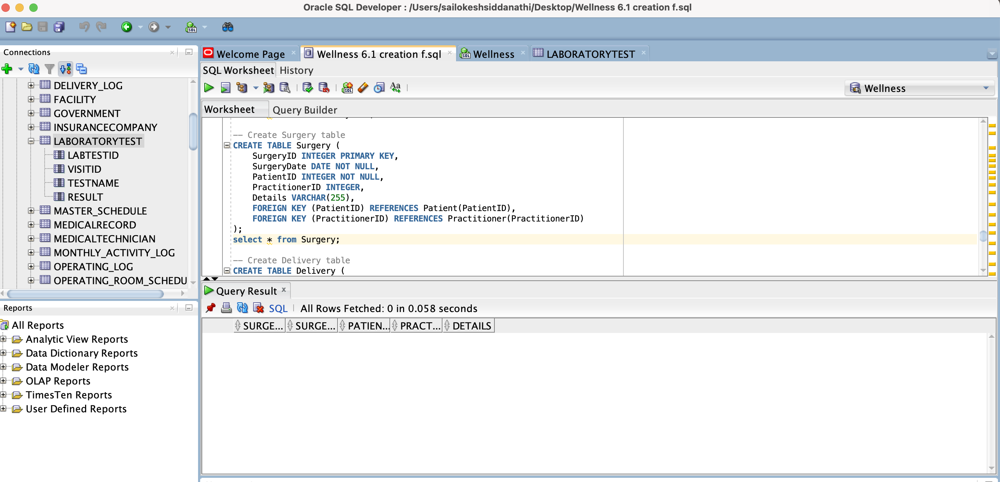 Oracle SQL Developer : /Users/sailokeshsiddanathi/Desktop/Wellness 6.1 creation f.sql
Connections
DELIVERY_LOG
FACILITY
GOVERNMENT
INSURANCECOMPANY
LABORATORYTEST
LABTESTID
VISITID
TESTNAME
RESULT
MASTER_SCHEDULE
MEDICALRECORD
MEDICALTECHNICIAN
MONTHLY_ACTIVITY_LOG
OPERATING_LOG
OPERATING_ROOM_SCHEDU
Reports
All Reports
Analytic View Reports
Data Dictionary Reports
Data Modeler Reports
OLAP Reports
TimesTen Reports
User Defined Reports
Welcome Page
Wellness 6.1 creation f.sql
Wellness
LABORATORYTEST
SQL Worksheet History
Wellness
Worksheet Query Builder
-- Create Surgery table
CREATE TABLE Surgery (
SurgeryID INTEGER PRIMARY KEY,
SurgeryDate DATE NOT NULL,
PatientID INTEGER NOT NULL,
PractitionerID INTEGER,
Details VARCHAR(255),
FOREIGN KEY (PatientID) REFERENCES Patient(PatientID),
FOREIGN KEY (PractitionerID) REFERENCES Practitioner(PractitionerID)
);
select * from Surgery;
-- Create Delivery table
CREATE TABLE Delivery (
Query Result
SQL All Rows Fetched: 0 in 0.058 seconds
SURGE... SURGE... PATIEN... PRACT... DETAILS